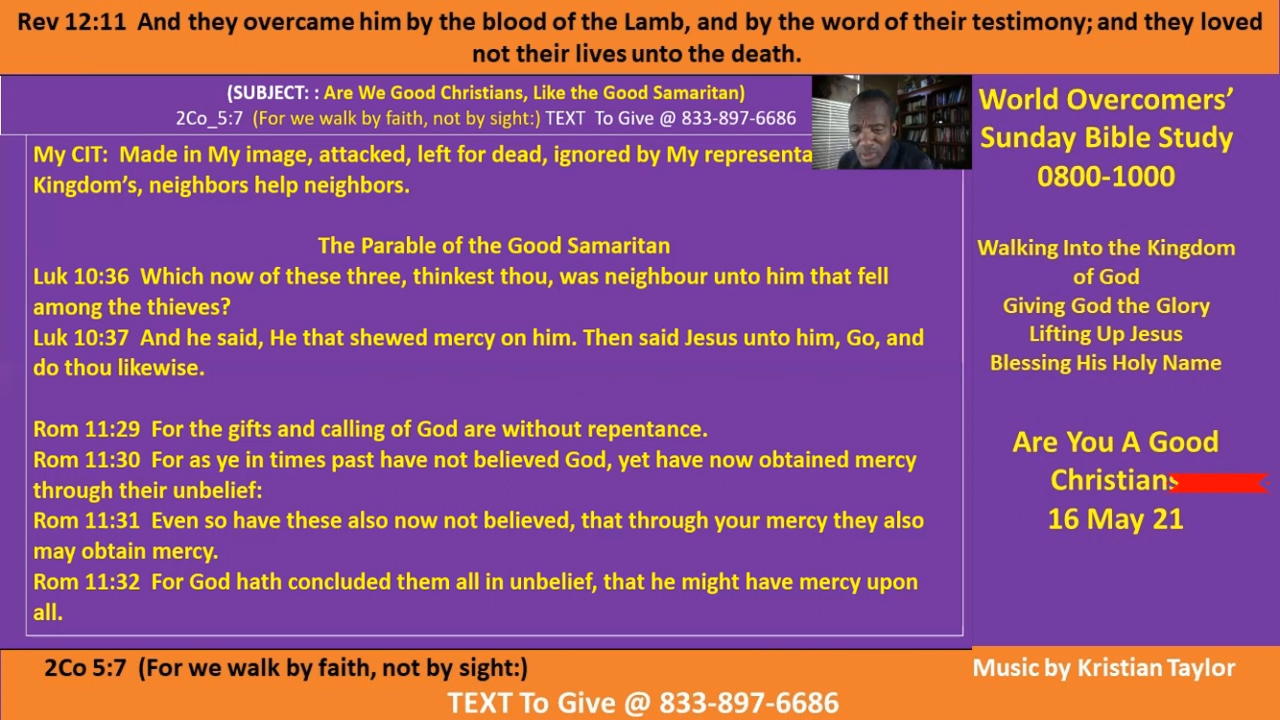 Rev 12:11 And they overcame him by the blood of the Lamb, and by the word of their testimony; and they loved
not their lives unto the death.
(SUBJECT: : Are We Good Christians, Like the Good Samaritan)
2Co_5:7 (For we walk by faith, not by sight:) TEXT To Give @ 833-897-6686
My CIT: Made in My image, attacked, left for dead, ignored by My
Kingdom's, neighbors help neighbors.
The Parable of the Good Samaritan
Luk 10:36 Which now of these three, thinkest thou, was neighbour unto him that fell
among the thieves?
Luk 10:37 And he said, He that shewed mercy on him. Then said Jesus unto him, Go, and
do thou likewise.
Rom 11:29 For the gifts and calling of God are without repentance.
Rom 11:30 For as ye in times past have not believed God, yet have now obtained mercy
through their unbelief:
Rom 11:31 Even so have these also now not believed, that through your mercy they also
may obtain mercy.
Rom 11:32 For God hath concluded them all in unbelief, that he might have mercy upon
all.
World Overcomers'
Sunday Bible Study
0800-1000
Walking Into the Kingdom
of God
Giving God the Glory
Lifting Up Jesus
Blessing His Holy Name
Are You A Good
Christians
16 May 21
2Co 5:7 (For we walk by faith, not by sight:)
Music by Kristian Taylor
TEXT To Give @ 833-897-6686